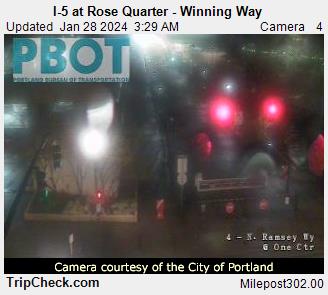 I-5 at Rose Quarter - Winning Way
Updated Jan 28 2024 3:29 AM Camera 4
PBOT
PORTLAND BUREAU OF TRANSPORTATION
4 - N. Ramsey Wy
@ One Ctr
Camera courtesy of the City of Portland
TripCheck.com Milepost302.00